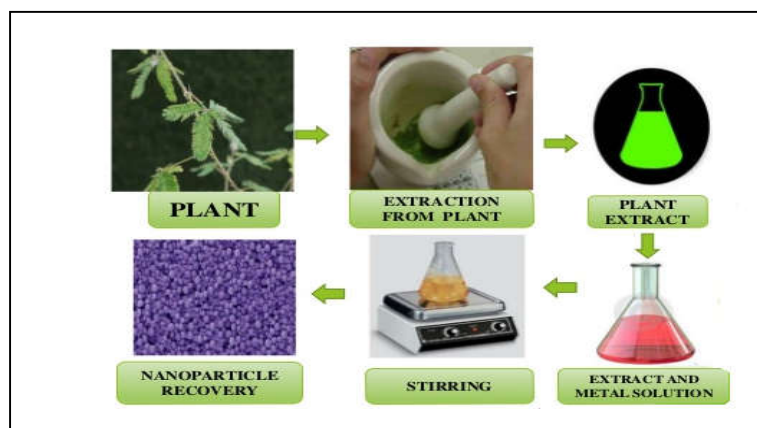 PLANT
EXTRACTION
FROM PLANT
PLANT
EXTRACT
EXTRACT AND
METAL SOLUTION
STIRRING
NANOPARTICLE
RECOVERY